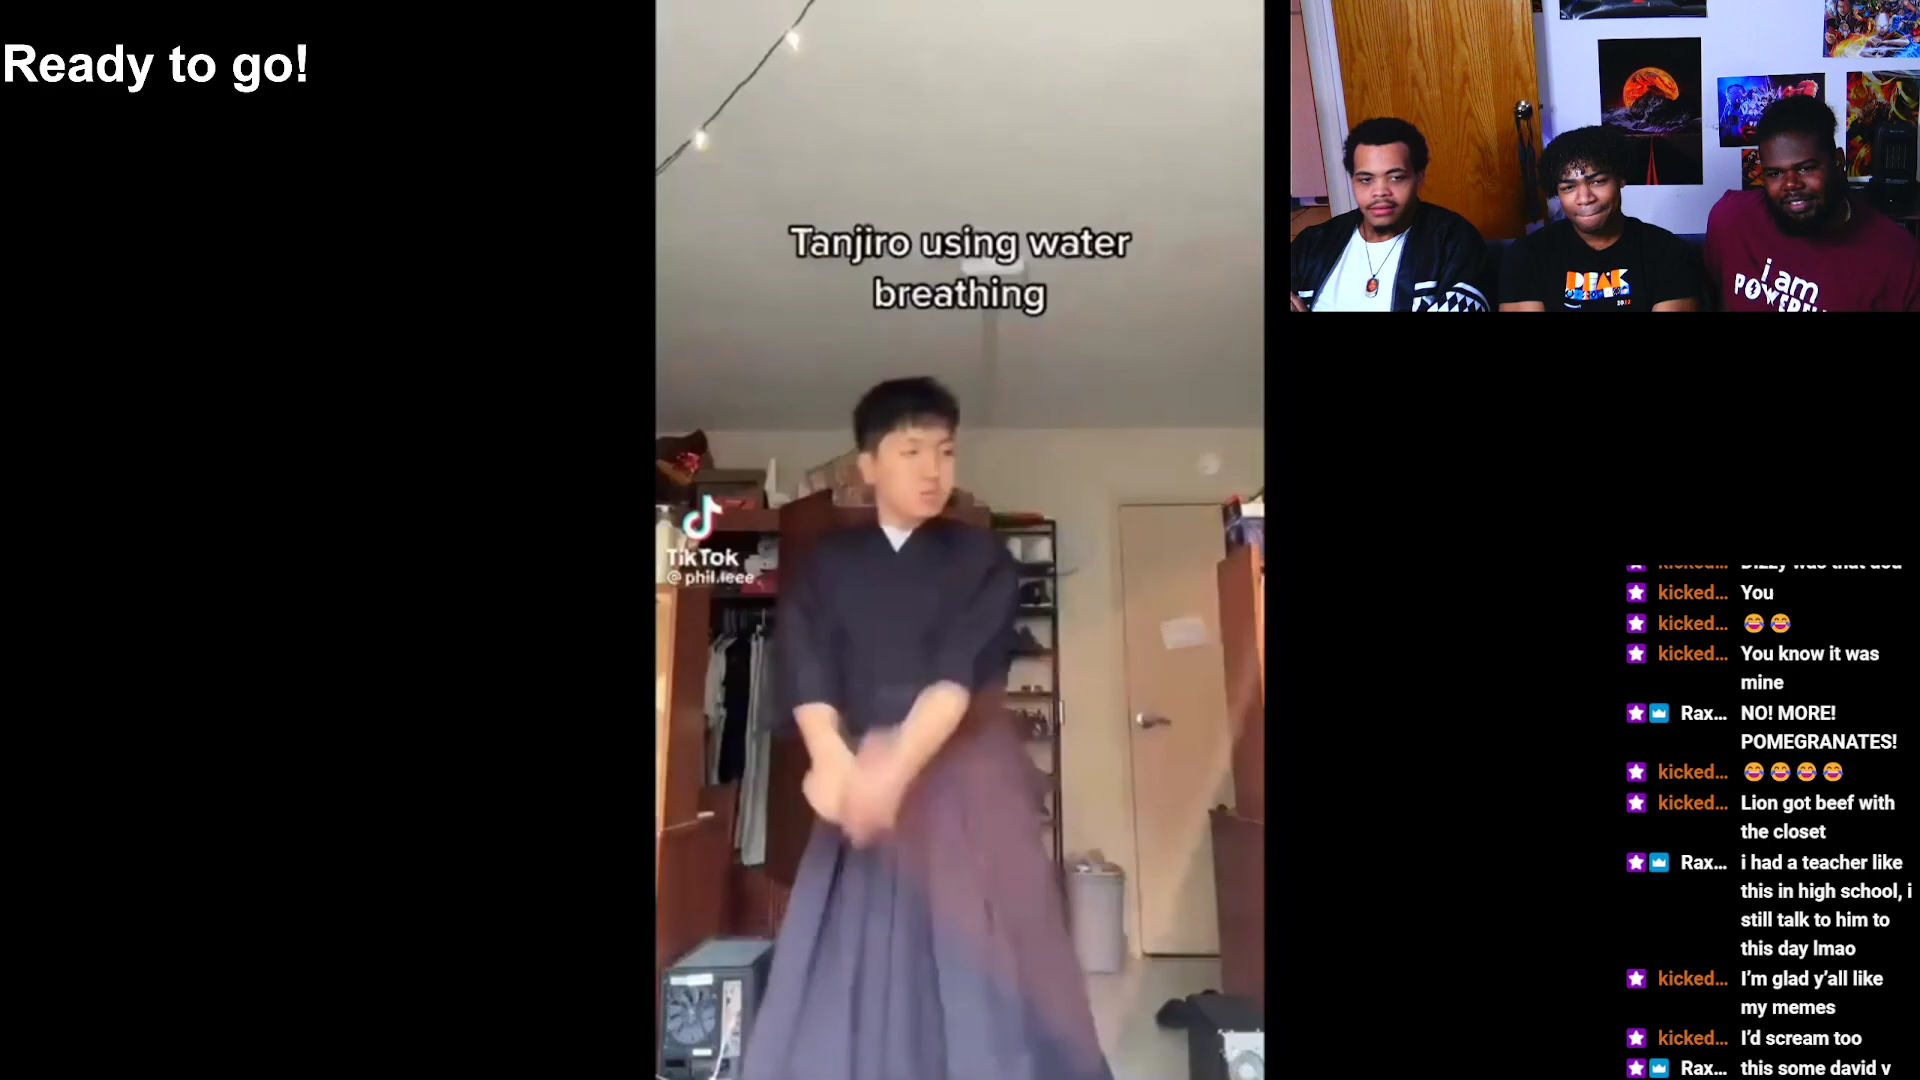 Ready to go!
Tanjiro using water
breathing
TikTok
@phil.ieee
i am
2022
kicked... You
kicked... 😂 😂
kicked... You know it was
mine
Rax... NO! MORE!
POMEGRANATES!
kicked... 😂 😂 😂 😂
kicked... Lion got beef with
the closet
Rax... i had a teacher like
this in high school, i
still talk to him to
this day lmao
kicked... I'm glad y'all like
my memes
kicked... I'd scream too
Rax... this some david v